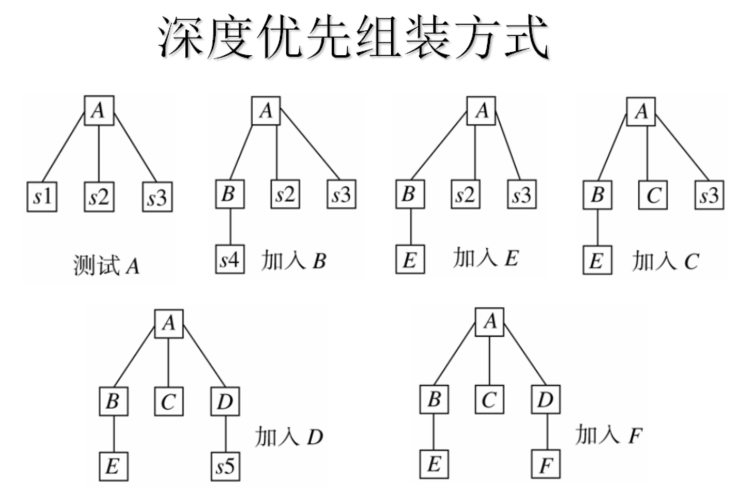 深度优先组装方式
A
s1 s2 s3
测试 A
A
B s2 s3
s4 加入 B
A
B s2 s3
E 加入 E
A
B C s3
E 加入 C
A
B C D
E s5 加入 D
A
B C D
E F 加入 F